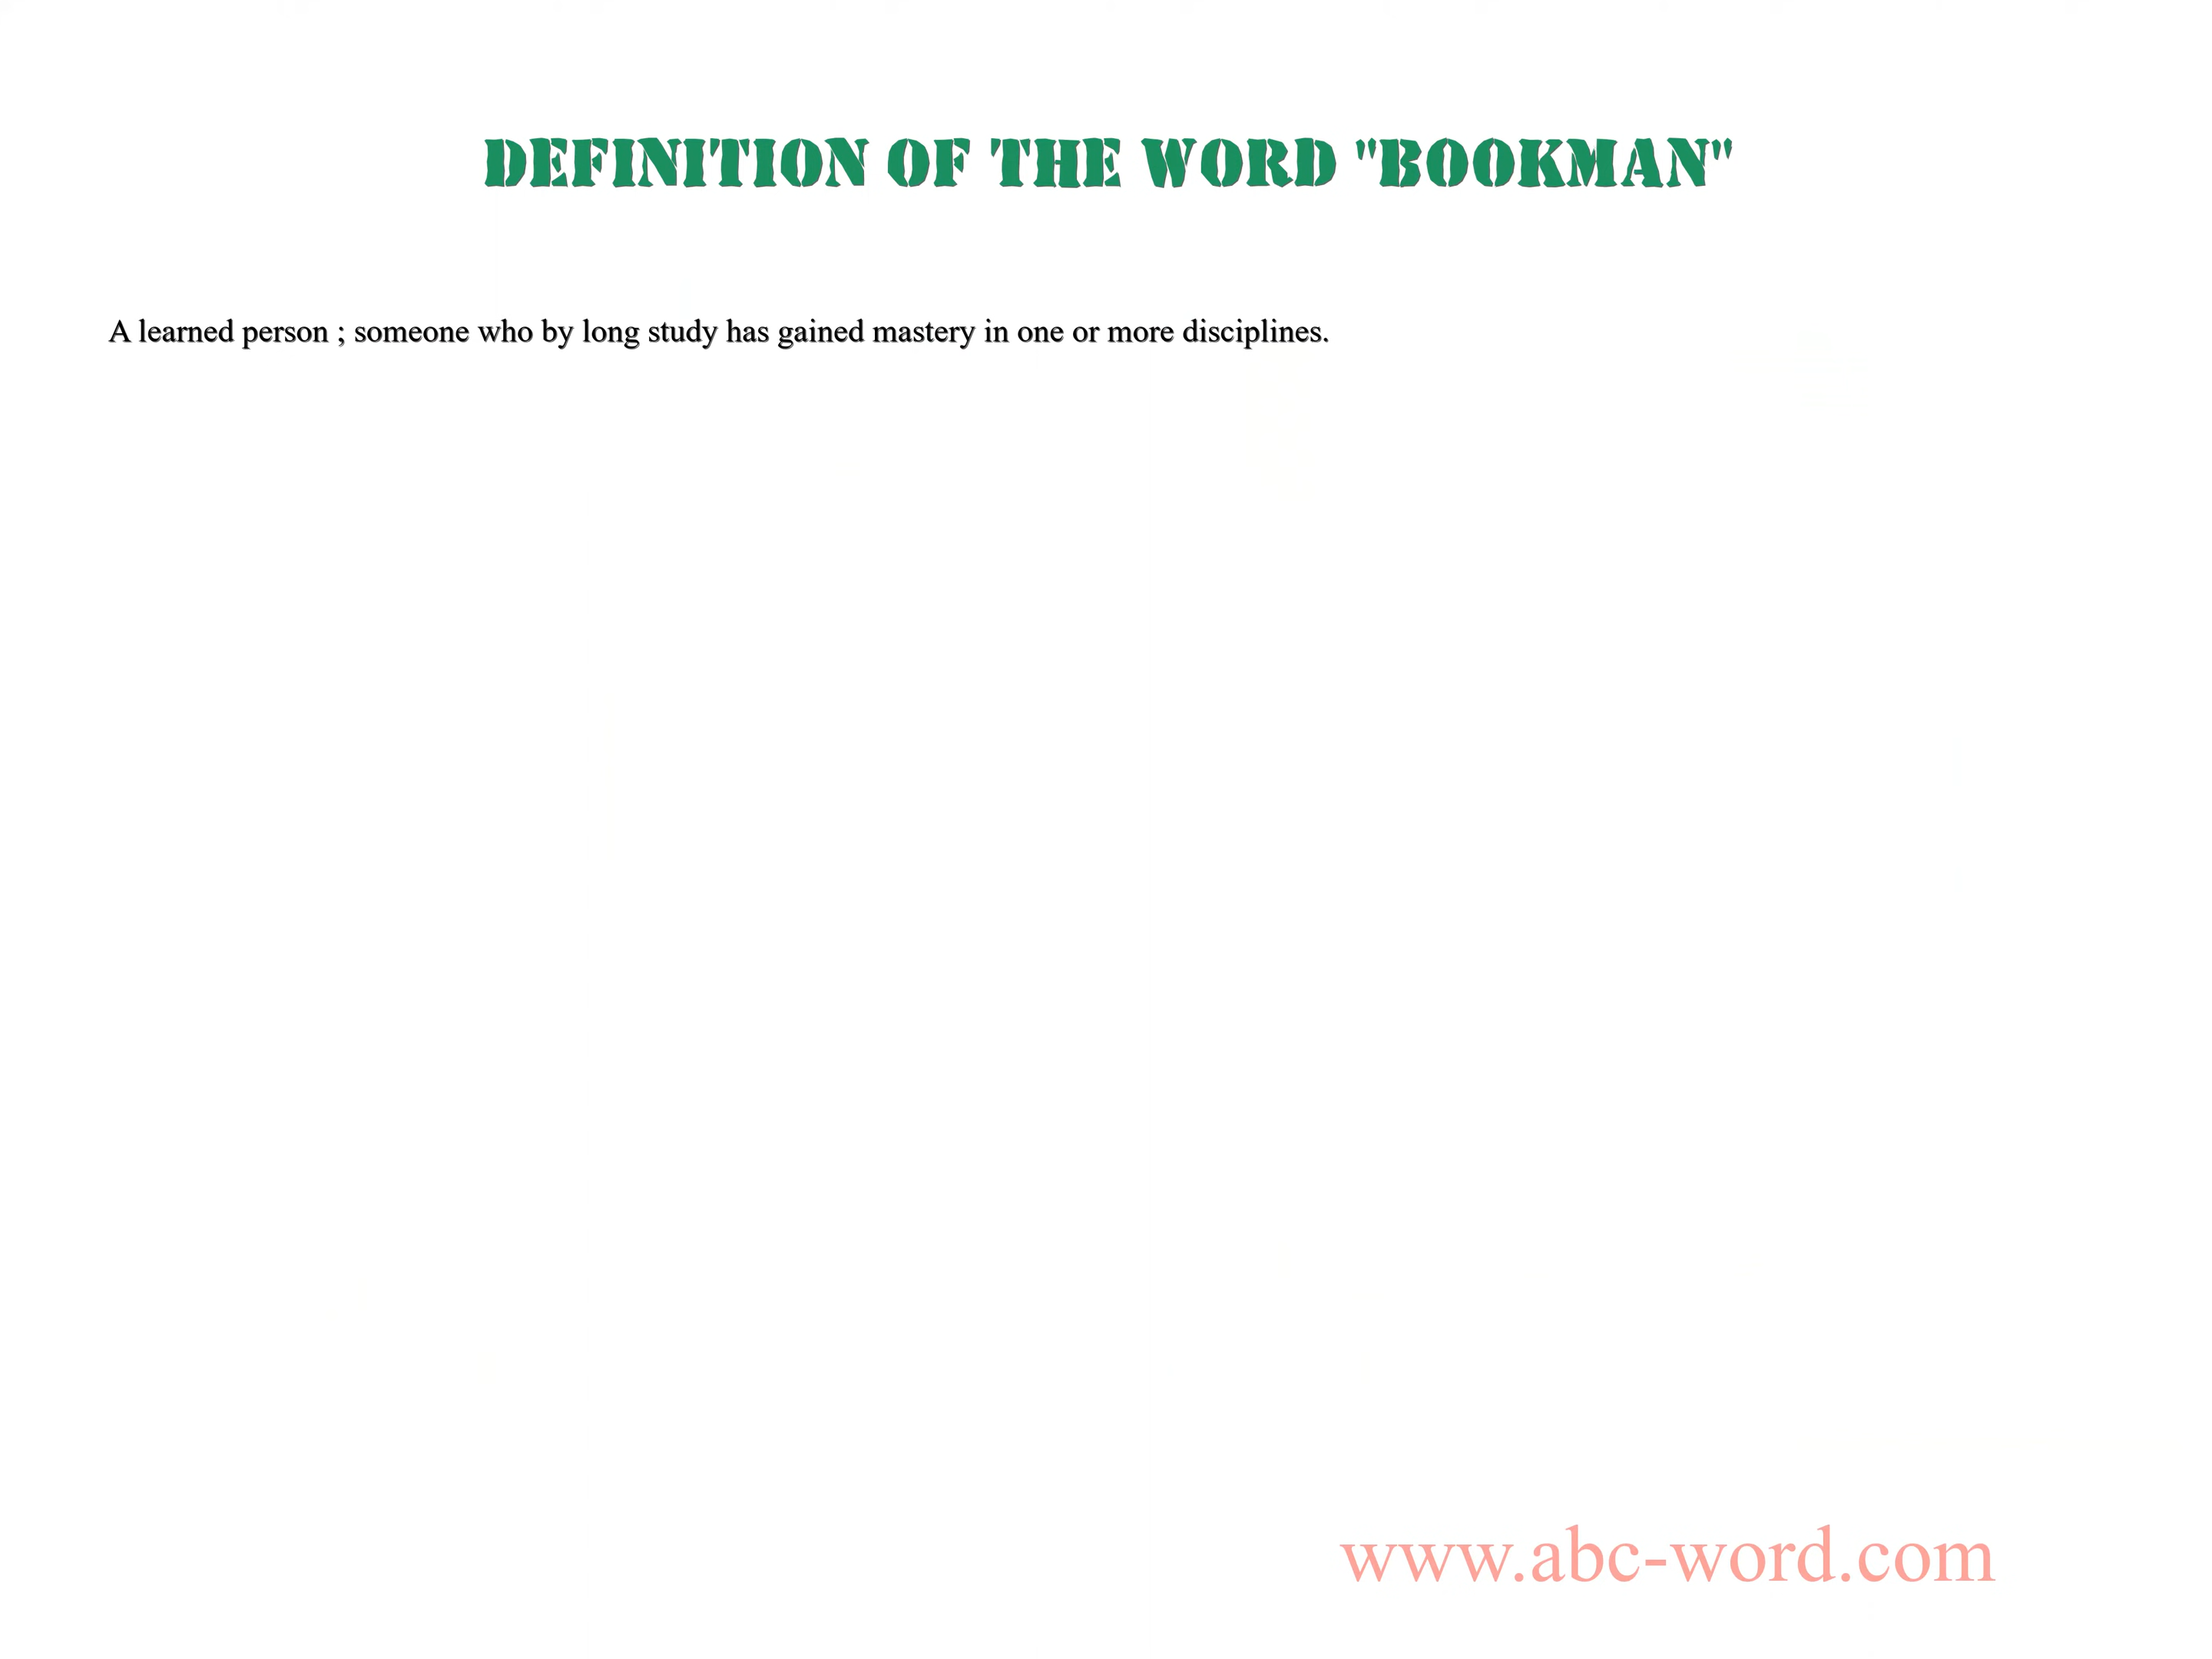 DEFINITION OF THE WORD "BOOKMAN"
A learned person ; someone who by long study has gained mastery in one or more disciplines.
www.abc-word.com